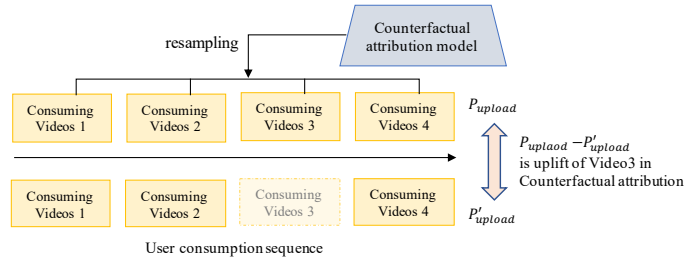 Counterfactual
attribution model
resampling
Consuming
Videos 1
Consuming
Videos 2
Consuming
Videos 3
Consuming
Videos 4
P_upload
P_uplaod − P'_upload
is uplift of Video3 in
Counterfactual attribution
Consuming
Videos 1
Consuming
Videos 2
Consuming
Videos 3
Consuming
Videos 4
P'_upload
User consumption sequence